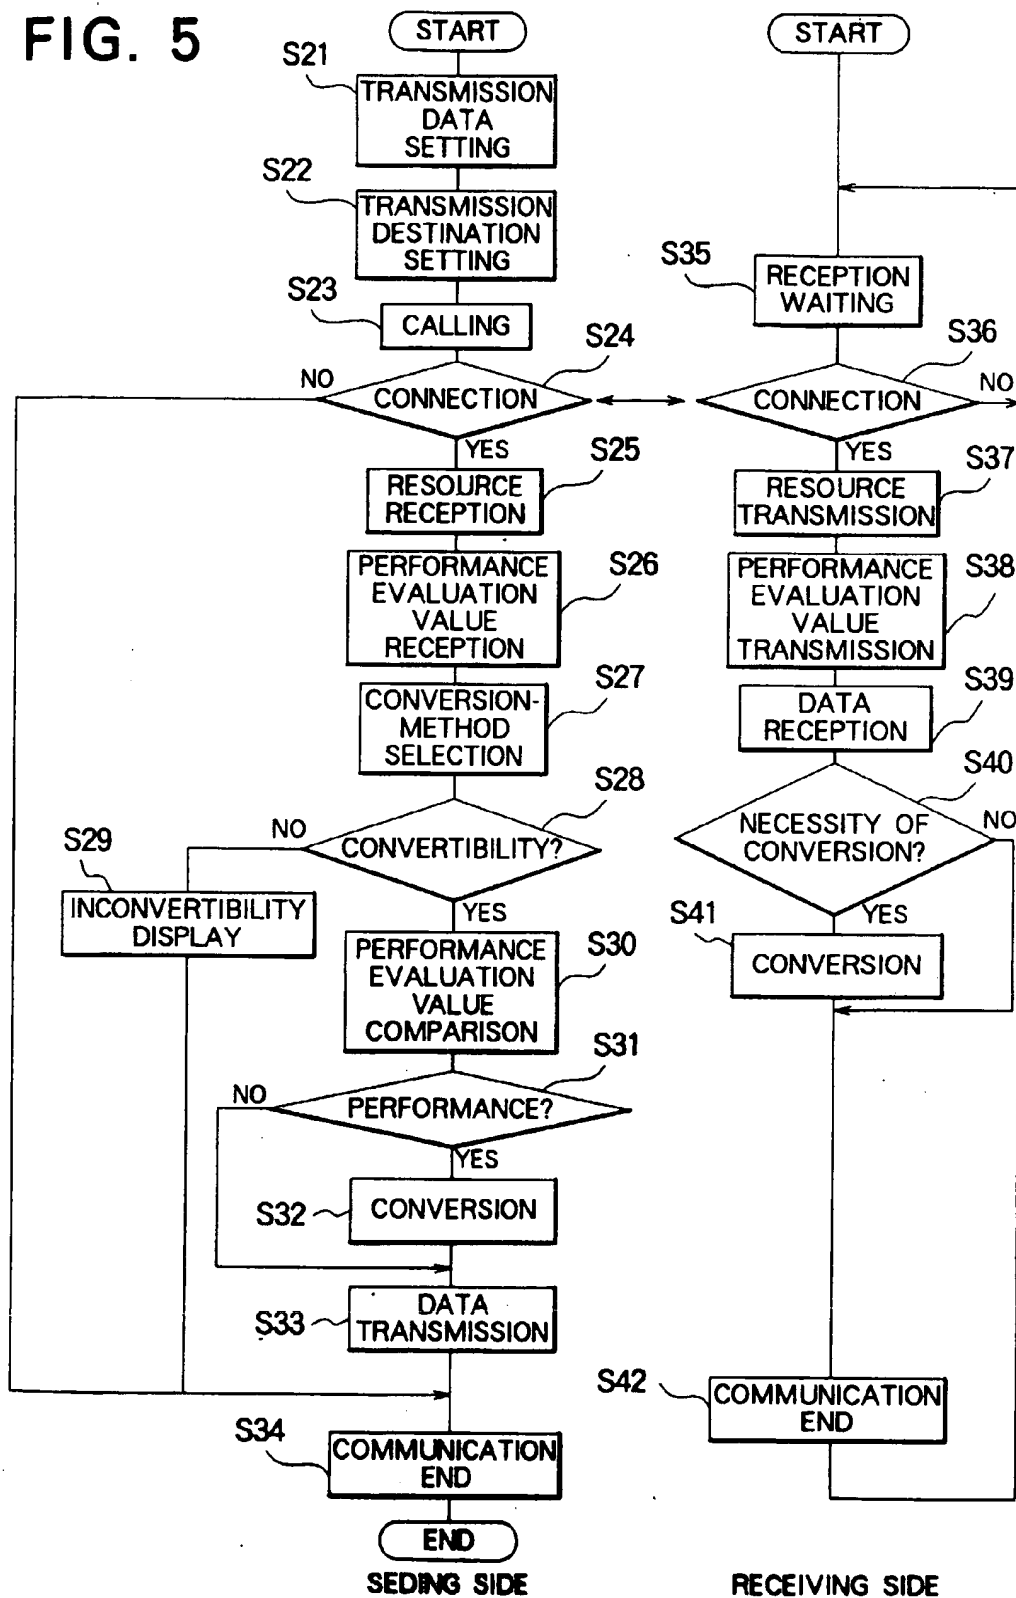 FIG. 5
START
S21
TRANSMISSION
DATA
SETTING
S22
TRANSMISSION
DESTINATION
SETTING
S23
CALLING
S24
CONNECTION
NO
YES
S25
RESOURCE
RECEPTION
S26
PERFORMANCE
EVALUATION
VALUE
RECEPTION
S27
CONVERSION-
METHOD
SELECTION
S28
CONVERTIBILITY?
NO
YES
S29
INCONVERTIBILITY
DISPLAY
S30
PERFORMANCE
EVALUATION
VALUE
COMPARISON
S31
PERFORMANCE?
NO
YES
S32
CONVERSION
S33
DATA
TRANSMISSION
S34
COMMUNICATION
END
END
SEDING SIDE
START
S35
RECEPTION
WAITING
S36
CONNECTION
NO
YES
S37
RESOURCE
TRANSMISSION
S38
PERFORMANCE
EVALUATION
VALUE
TRANSMISSION
S39
DATA
RECEPTION
S40
NECESSITY OF
CONVERSION?
NO
YES
S41
CONVERSION
S42
COMMUNICATION
END
RECEIVING SIDE